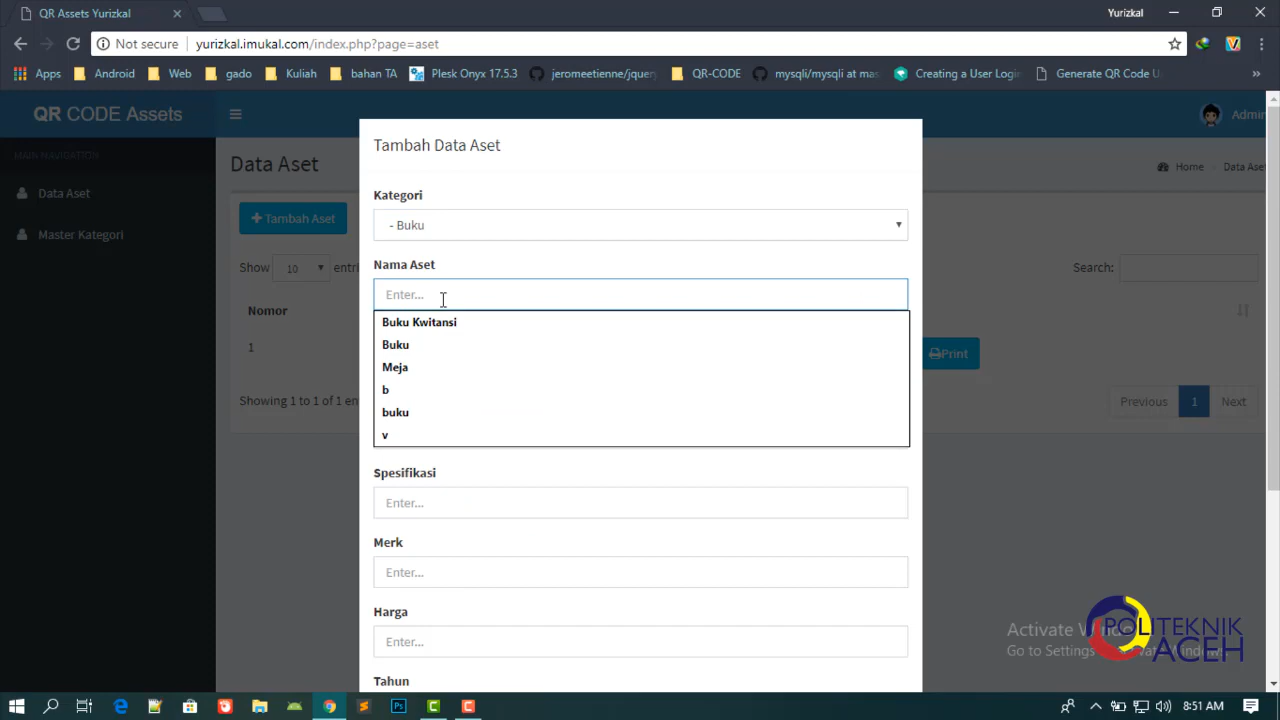 QR Assets Yurizkal
Yurizkal
Not secure yurizkal.imukal.com/index.php?page=aset
Apps Android Web gado Kuliah bahan TA Plesk Onyx 17.5.3 jeromeetienne/jquery QR-CODE mysqli/mysqli at mas Creating a User Login Generate QR Code U
QR CODE Assets
Admin
MAIN NAVIGATION
Data Aset
Master Kategori
Data Aset
Home Data Aset
Tambah Aset
Show 10 entri
Search:
Nomor
1
Print
Showing 1 to 1 of 1 en
Previous 1 Next
Tambah Data Aset
Kategori
- Buku
Nama Aset
Enter...
Buku Kwitansi
Buku
Meja
b
buku
v
Spesifikasi
Enter...
Merk
Enter...
Harga
Enter...
Tahun
Activate Wind
Go to Settings
POLITEKNIK
ACEH
8:51 AM